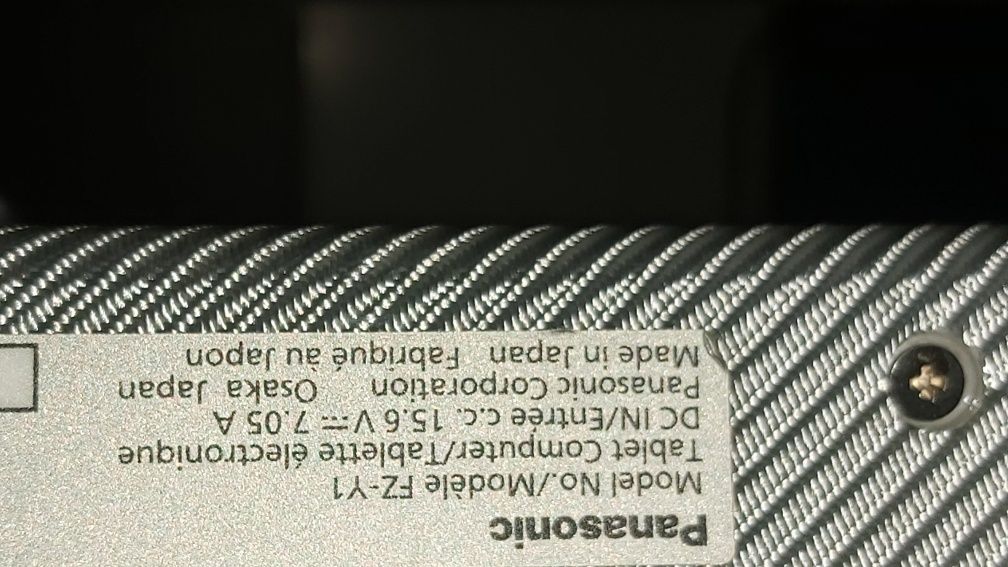 Panasonic
Model No./Modèle FZ-Y1
Tablet Computer/Tablette électronique
DC IN/Entrée c.c. 15.6 V⎓ 7.05 A
Panasonic Corporation Osaka Japan
Made in Japan Fabriqué au Japon